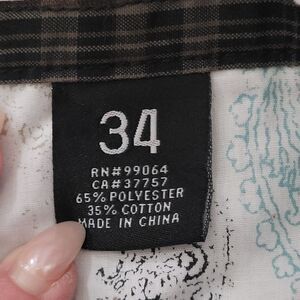 34
RN#99064
CA#37757
65% POLYESTER
35% COTTON
MADE IN CHINA